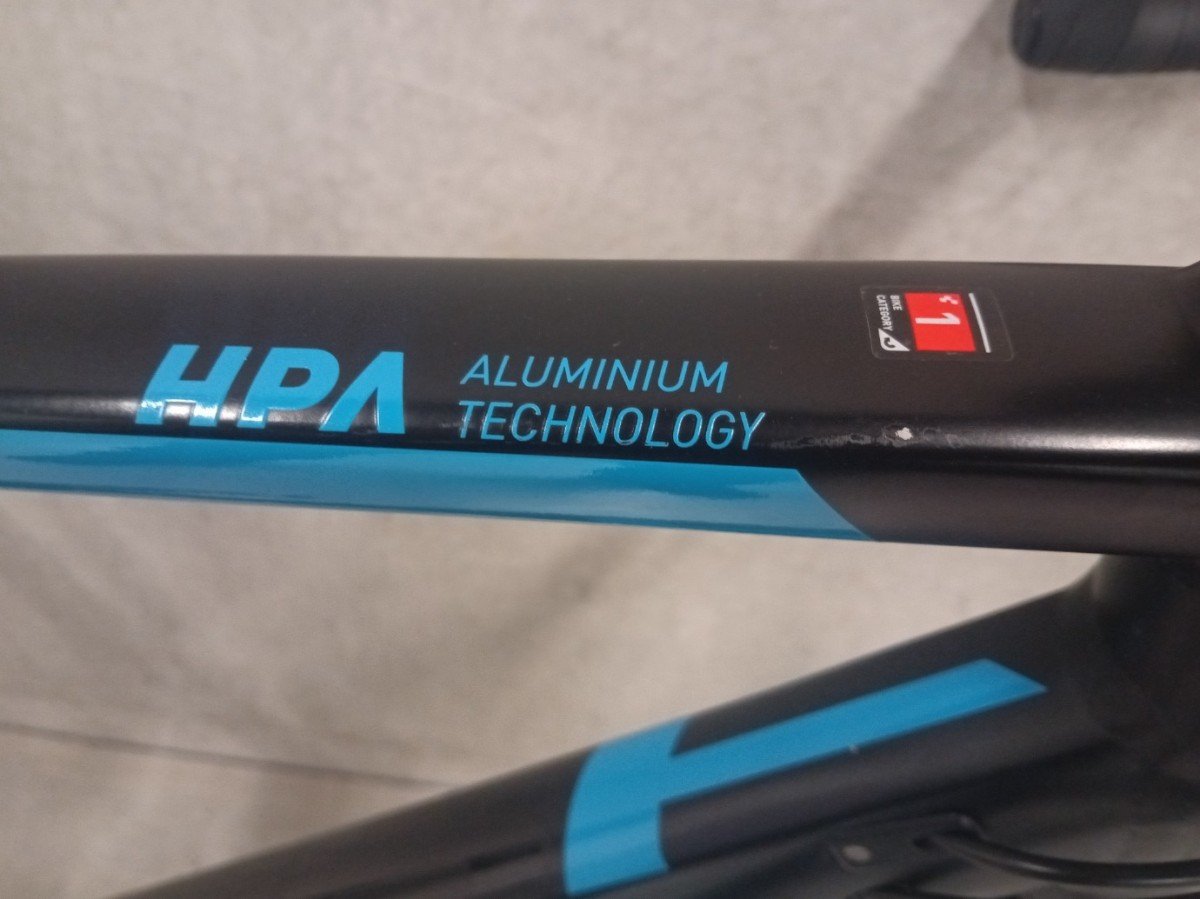 HPA
ALUMINIUM
TECHNOLOGY
BIKE
CATEGORY
1